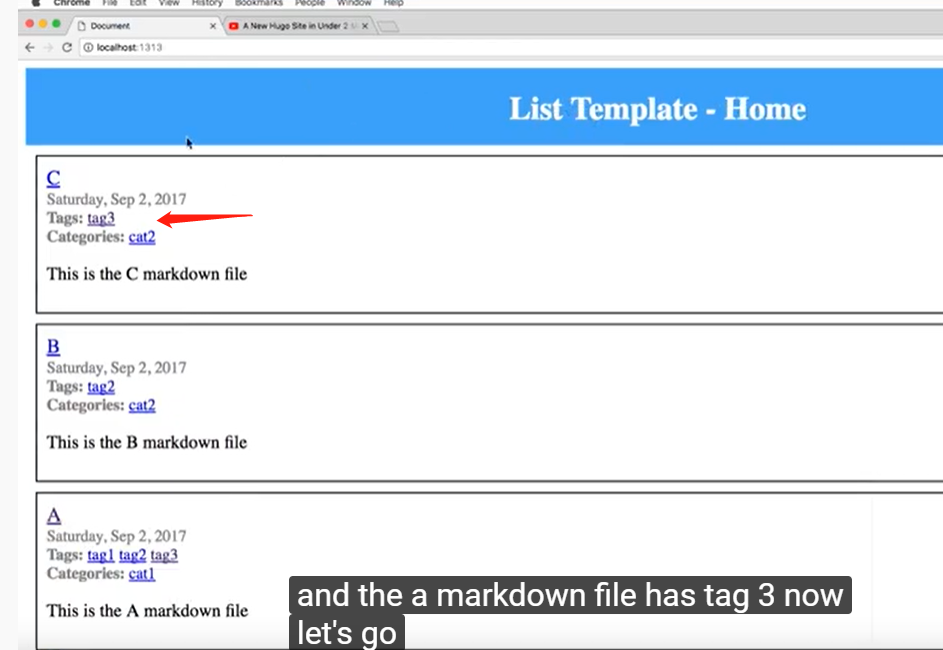 Chrome File Edit View History Bookmarks People Window Help
Document
A New Hugo Site in Under 2
localhost:1313
List Template - Home
C
Saturday, Sep 2, 2017
Tags: tag3
Categories: cat2
This is the C markdown file
B
Saturday, Sep 2, 2017
Tags: tag2
Categories: cat2
This is the B markdown file
A
Saturday, Sep 2, 2017
Tags: tag1 tag2 tag3
Categories: cat1
This is the A markdown file
and the a markdown file has tag 3 now
let's go